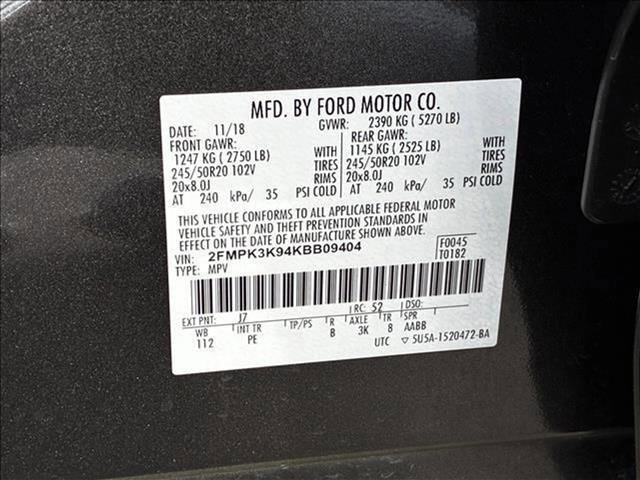 MFD. BY FORD MOTOR CO.
DATE: 11/18 GVWR: 2390 KG ( 5270 LB)
FRONT GAWR: REAR GAWR:
1247 KG ( 2750 LB) WITH 1145 KG ( 2525 LB) WITH
245/50R20 102V TIRES 245/50R20 102V TIRES
20x8.0J RIMS 20x8.0J RIMS
AT 240 kPa/ 35 PSI COLD AT 240 kPa/ 35 PSI COLD
THIS VEHICLE CONFORMS TO ALL APPLICABLE FEDERAL MOTOR
VEHICLE SAFETY AND THEFT PREVENTION STANDARDS IN
EFFECT ON THE DATE OF MANUFACTURE SHOWN ABOVE.
VIN: 2FMPK3K94KBB09404 F0045
TYPE: MPV T0182
EXT PNT: J7 RC: 52 DSO:
WB INT TR TP/PS R AXLE TR SPR
112 PE B 3K 8 AABB
UTC ▽ 5U5A-1520472-BA